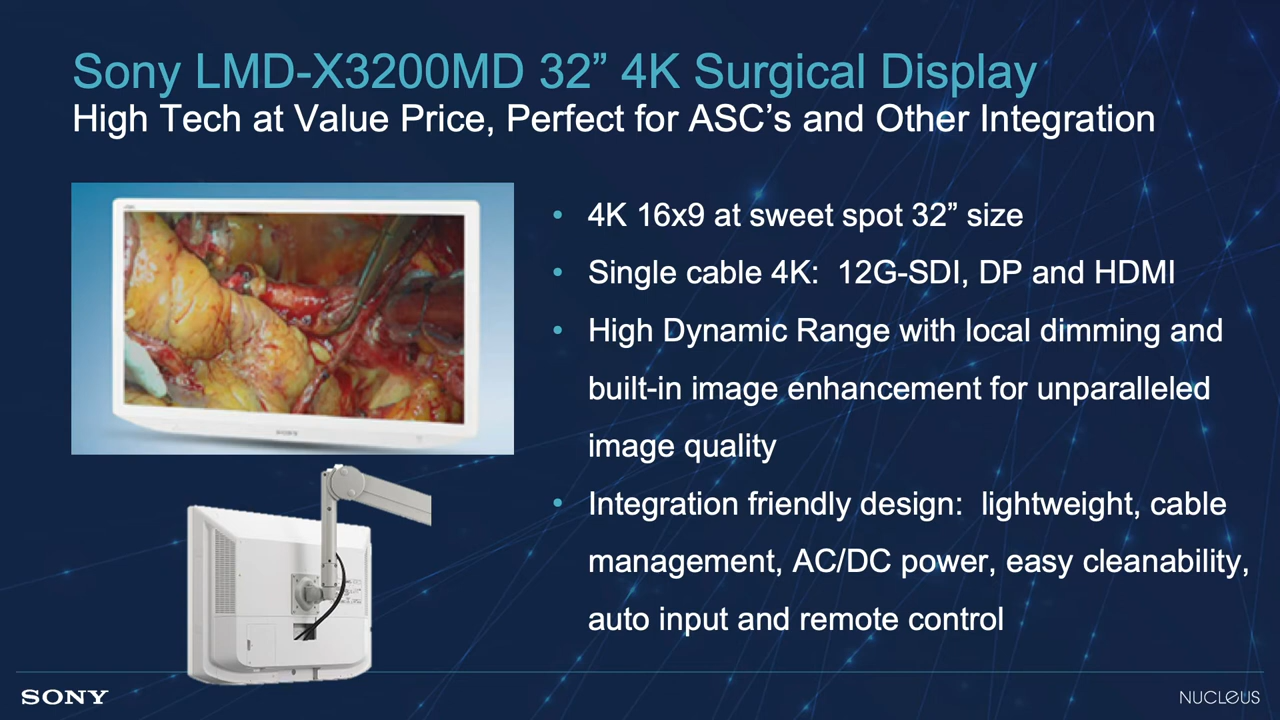 Sony LMD-X3200MD 32” 4K Surgical Display
High Tech at Value Price, Perfect for ASC’s and Other Integration
• 4K 16x9 at sweet spot 32” size
• Single cable 4K:  12G-SDI, DP and HDMI
• High Dynamic Range with local dimming and
built-in image enhancement for unparalleled
image quality
• Integration friendly design:  lightweight, cable
management, AC/DC power, easy cleanability,
auto input and remote control
SONY
SONY
NUCLeUS